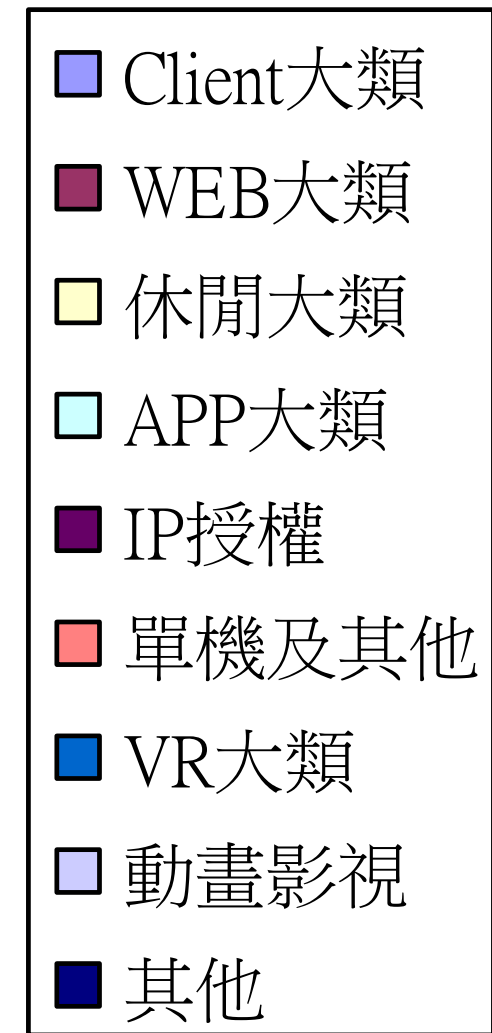 Client大類
WEB大類
休閒大類
APP大類
IP授權
單機及其他
VR大類
動畫影視
其他